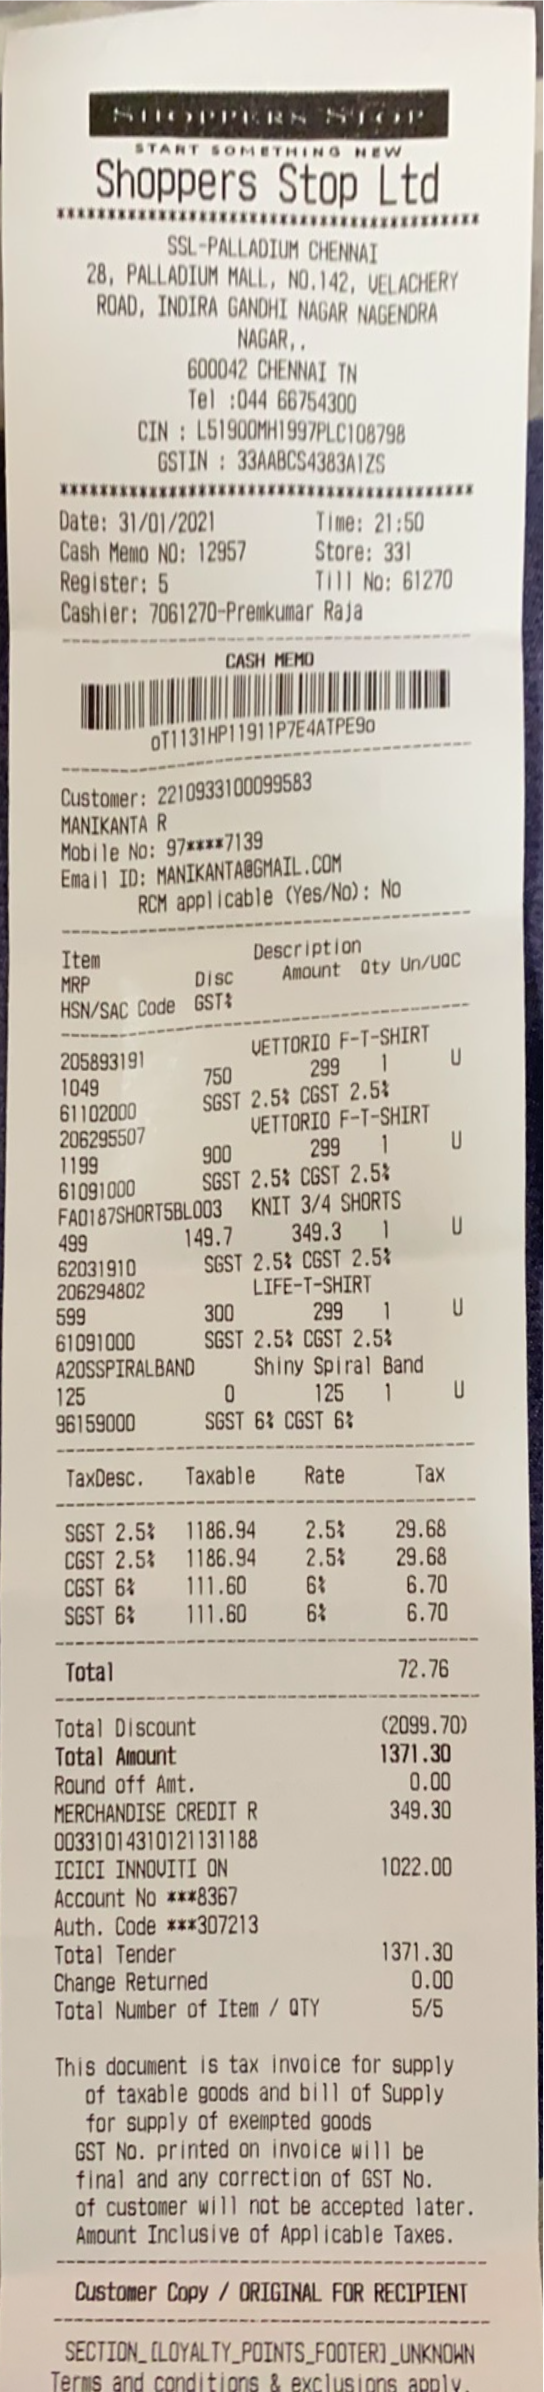 SHOPPERS STOP
START SOMETHING NEW
Shoppers Stop Ltd
******************************************
SSL-PALLADIUM CHENNAI
28, PALLADIUM MALL, NO.142, VELACHERY
ROAD, INDIRA GANDHI NAGAR NAGENDRA
NAGAR,.
600042 CHENNAI TN
Tel :044 66754300
CIN : L51900MH1997PLC108798
GSTIN : 33AABCS4383A1ZS
******************************************
Date: 31/01/2021 Time: 21:50
Cash Memo NO: 12957 Store: 331
Register: 5 Till No: 61270
Cashier: 7061270-Premkumar Raja
CASH MEMO
oT1131HP11911P7E4ATPE9o
Customer: 2210933100099583
MANIKANTA R
Mobile No: 97****7139
Email ID: MANIKANTA@GMAIL.COM
RCM applicable (Yes/No): No
Item Description
MRP Disc Amount Qty Un/UQC
HSN/SAC Code GST%
205893191 VETTORIO F-T-SHIRT
1049 750 299 1 U
61102000 SGST 2.5% CGST 2.5%
206295507 VETTORIO F-T-SHIRT
1199 900 299 1 U
61091000 SGST 2.5% CGST 2.5%
FA0187SHORT5BL003 KNIT 3/4 SHORTS
499 149.7 349.3 1 U
62031910 SGST 2.5% CGST 2.5%
206294802 LIFE-T-SHIRT
599 300 299 1 U
61091000 SGST 2.5% CGST 2.5%
A20SSPIRALBAND Shiny Spiral Band
125 0 125 1 U
96159000 SGST 6% CGST 6%
TaxDesc. Taxable Rate Tax
SGST 2.5% 1186.94 2.5% 29.68
CGST 2.5% 1186.94 2.5% 29.68
CGST 6% 111.60 6% 6.70
SGST 6% 111.60 6% 6.70
Total 72.76
Total Discount (2099.70)
Total Amount 1371.30
Round off Amt. 0.00
MERCHANDISE CREDIT R 349.30
00331014310121131188
ICICI INNOVITI ON 1022.00
Account No ***8367
Auth. Code ***307213
Total Tender 1371.30
Change Returned 0.00
Total Number of Item / QTY 5/5
This document is tax invoice for supply
of taxable goods and bill of Supply
for supply of exempted goods
GST No. printed on invoice will be
final and any correction of GST No.
of customer will not be accepted later.
Amount Inclusive of Applicable Taxes.
Customer Copy / ORIGINAL FOR RECIPIENT
SECTION_[LOYALTY_POINTS_FOOTER]_UNKNOWN
Terms and conditions & exclusions apply.